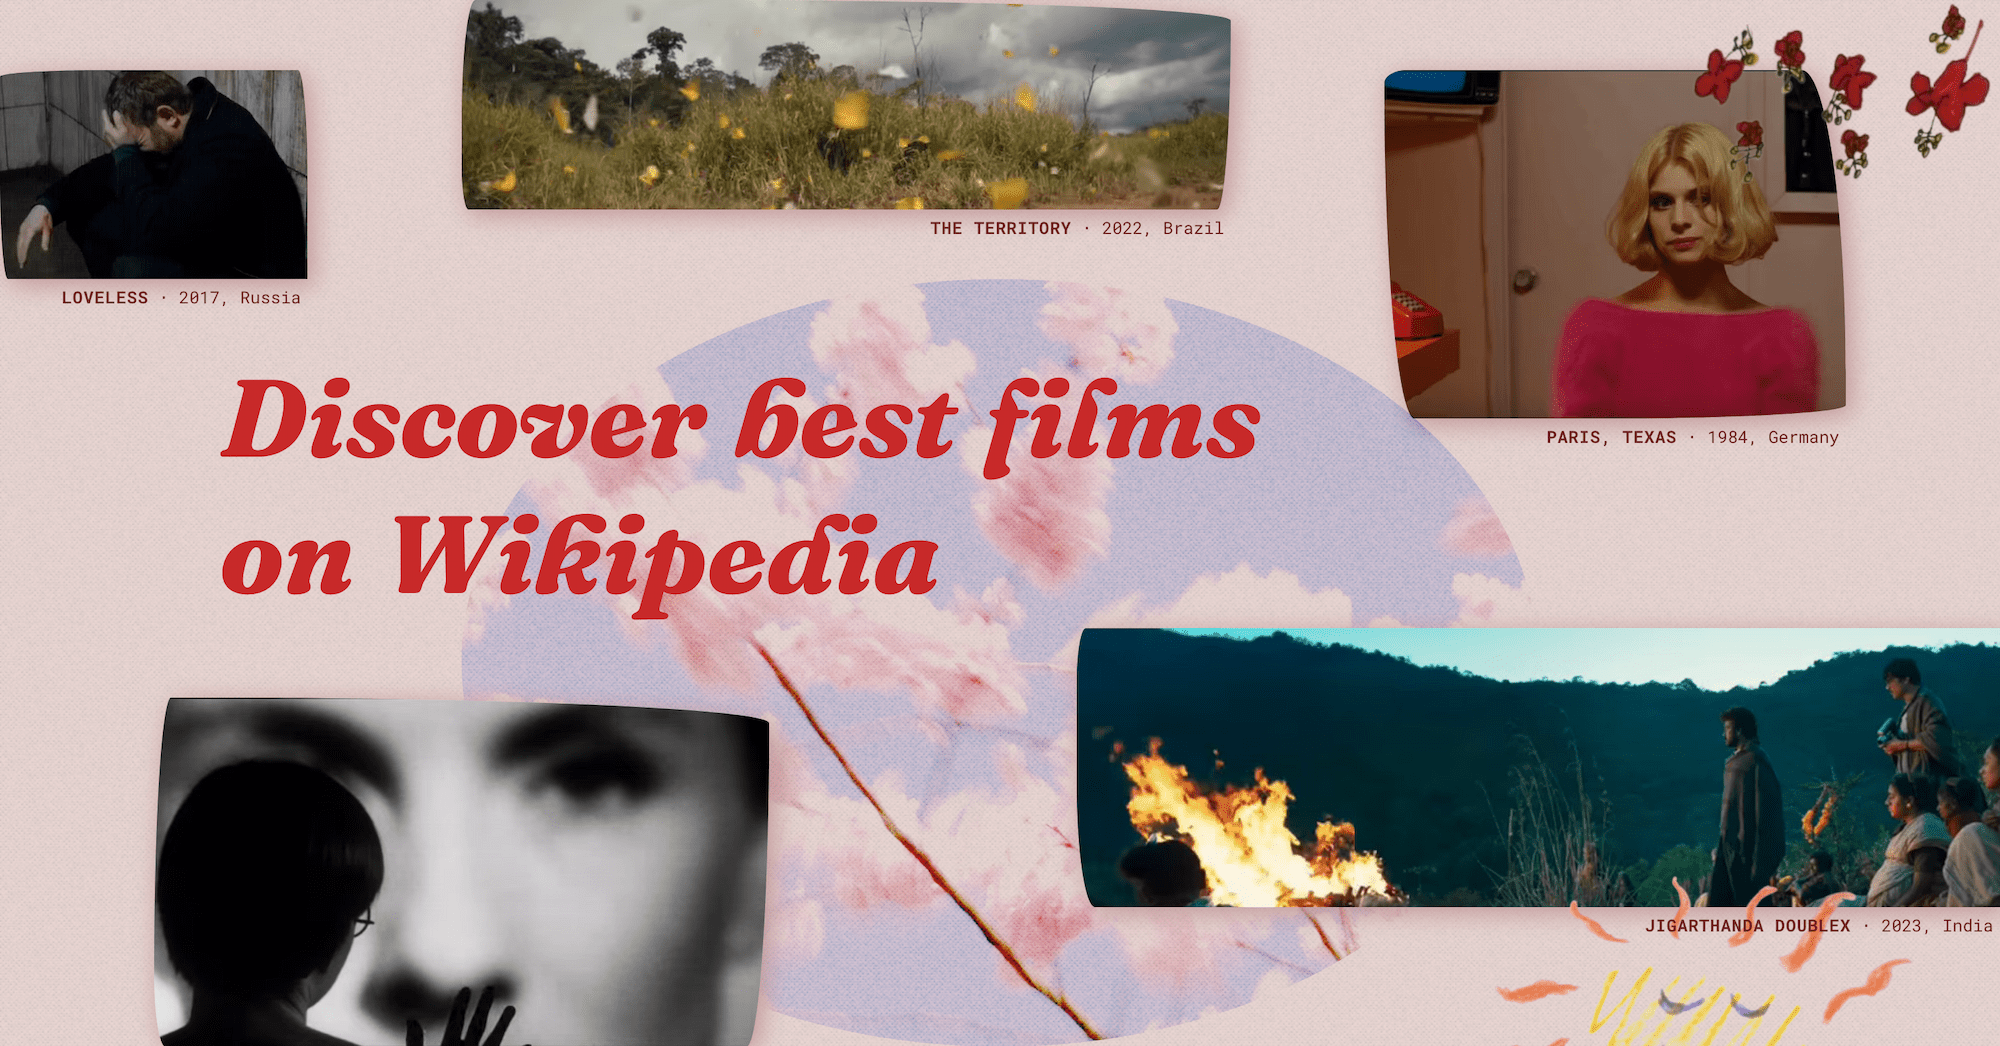 THE TERRITORY · 2022, Brazil
LOVELESS · 2017, Russia
PARIS, TEXAS · 1984, Germany
Discover best films
on Wikipedia
JIGARTHANDA DOUBLEX · 2023, India